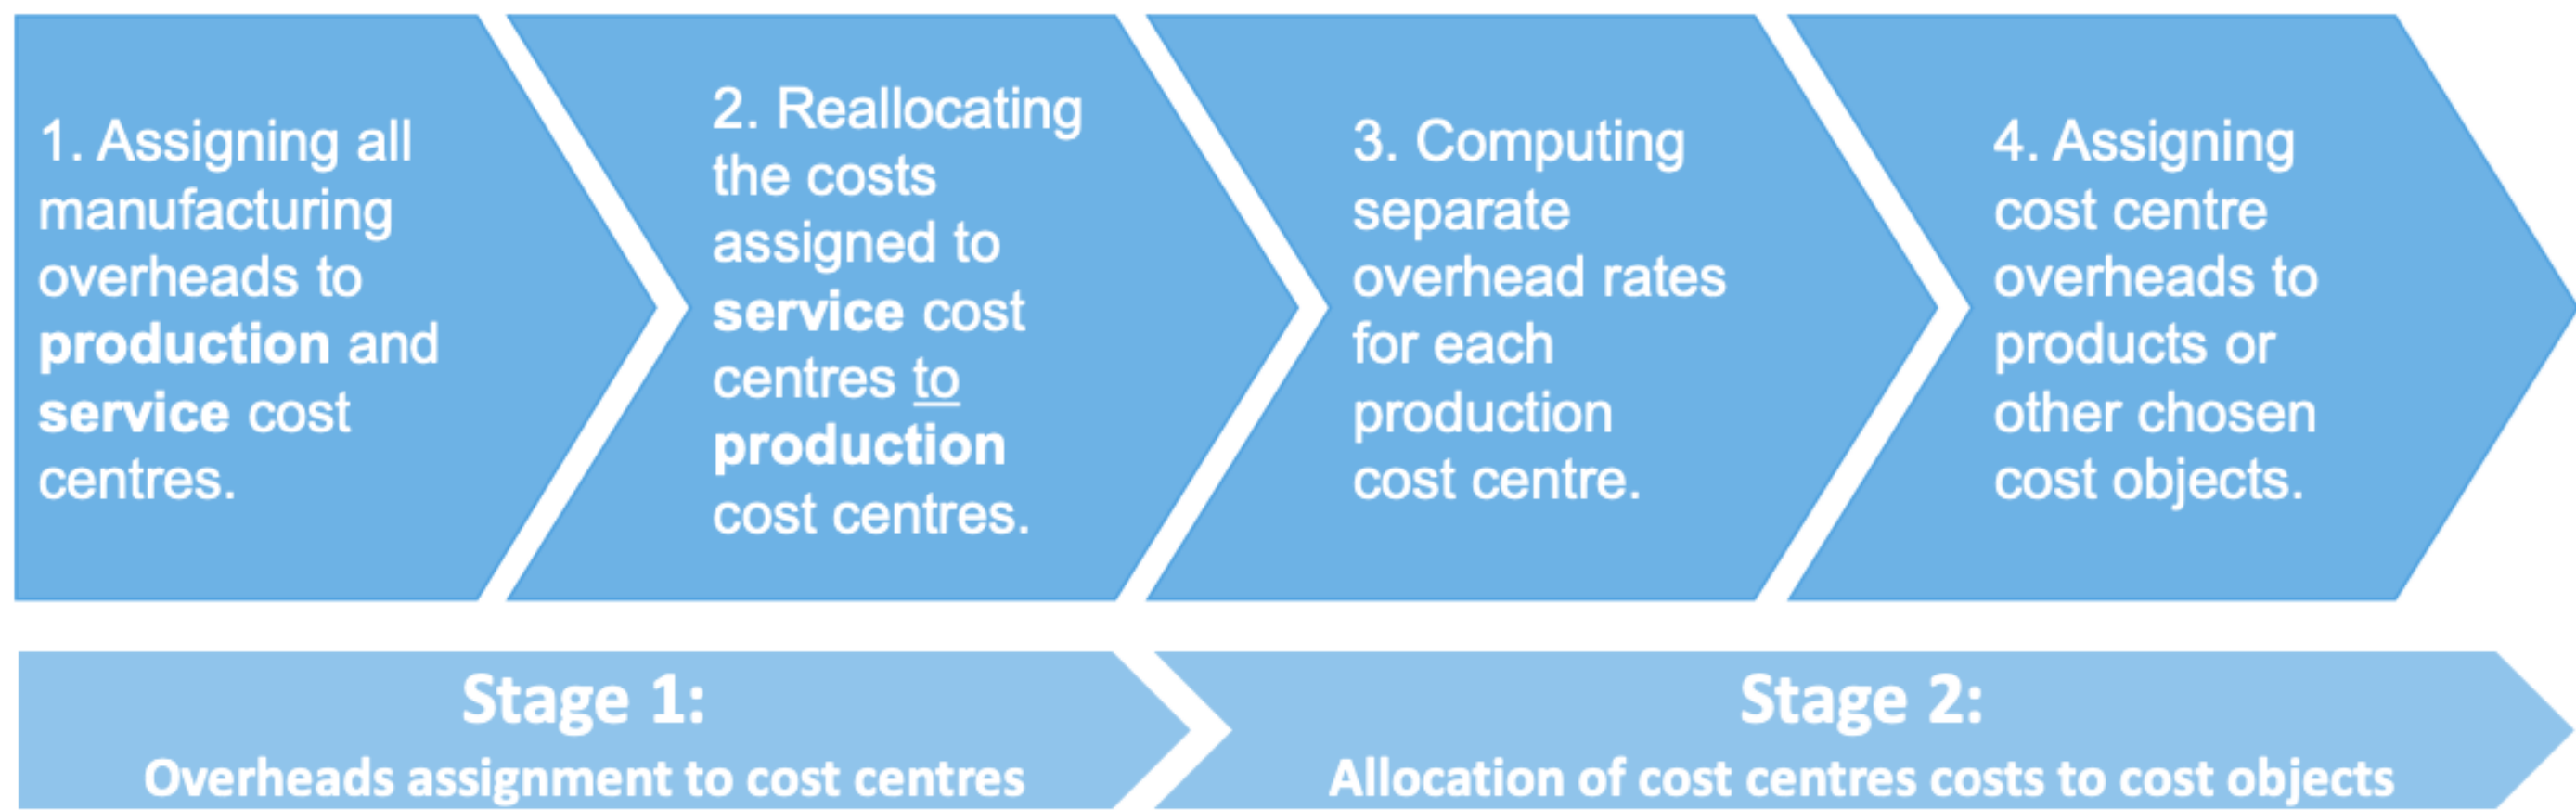 1. Assigning all
manufacturing
overheads to
production and
service cost
centres.
2. Reallocating
the costs
assigned to
service cost
centres to
production
cost centres.
3. Computing
separate
overhead rates
for each
production
cost centre.
4. Assigning
cost centre
overheads to
products or
other chosen
cost objects.
Stage 1:
Overheads assignment to cost centres
Stage 2:
Allocation of cost centres costs to cost objects